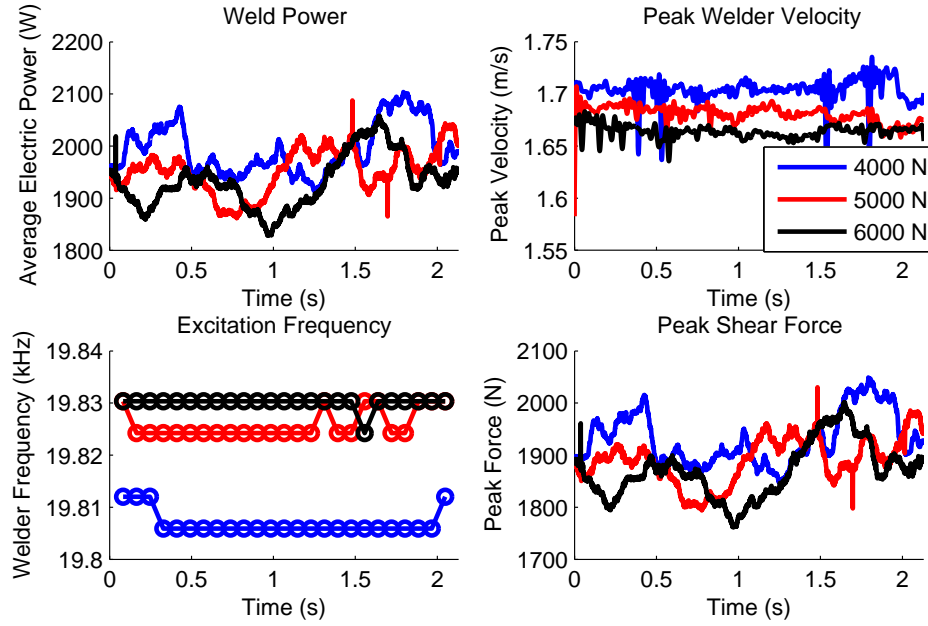 Weld Power
Average Electric Power (W)
2200
2100
2000
1900
1800
0
0.5
1
1.5
2
Time (s)
Peak Welder Velocity
Peak Velocity (m/s)
1.75
1.7
1.65
1.6
1.55
0
0.5
1
1.5
2
Time (s)
4000 N
5000 N
6000 N
Excitation Frequency
Welder Frequency (kHz)
19.84
19.83
19.82
19.81
19.8
0
0.5
1
1.5
2
Time (s)
Peak Shear Force
Peak Force (N)
2100
2000
1900
1800
1700
0
0.5
1
1.5
2
Time (s)